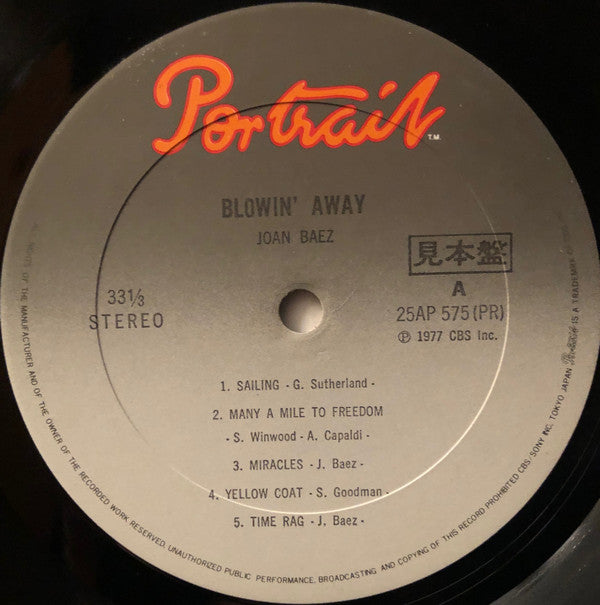 Portrait T.M.
BLOWIN' AWAY
JOAN BAEZ
見本盤
33⅓
STEREO
A
25AP 575 (PR)
Ⓟ 1977 CBS Inc.
1. SAILING - G. Sutherland -
2. MANY A MILE TO FREEDOM
- S. Winwood - A. Capaldi -
3. MIRACLES - J. Baez -
4. YELLOW COAT - S. Goodman -
5. TIME RAG - J. Baez -
OF THE MANUFACTURER AND OF THE OWNER OF THE RECORDED WORK RESERVED. UNAUTHORIZED PUBLIC PERFORMANCE, BROADCASTING AND COPYING OF THIS RECORD PROHIBITED CBS/SONY INC. TOKYO JAPAN IS A TRADEMARK